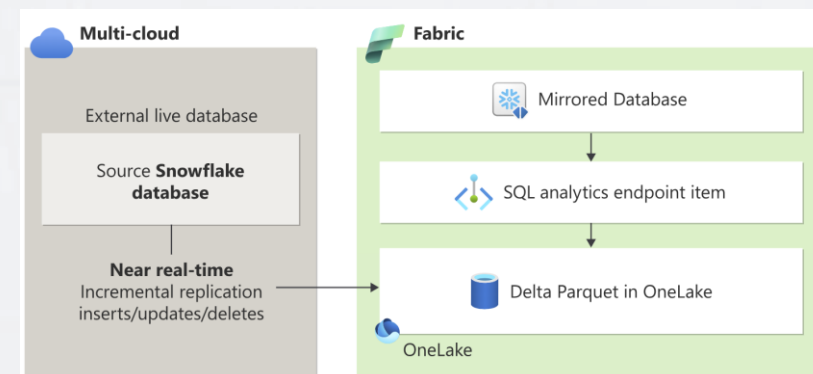 Multi-cloud
External live database
Source Snowflake
database
Near real-time
Incremental replication
inserts/updates/deletes
Fabric
Mirrored Database
SQL analytics endpoint item
Delta Parquet in OneLake
OneLake